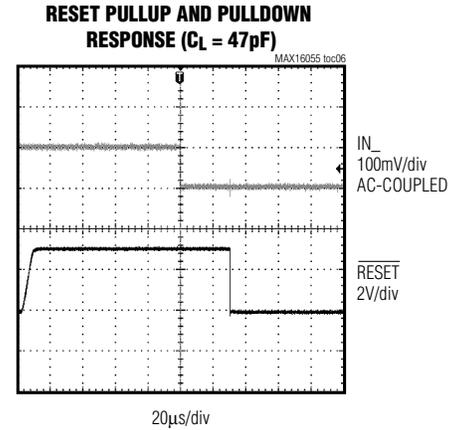 RESET PULLUP AND PULLDOWN
RESPONSE (CL = 47pF)
MAX16055 toc06
T
IN_
100mV/div
AC-COUPLED
RESET
2V/div
20µs/div